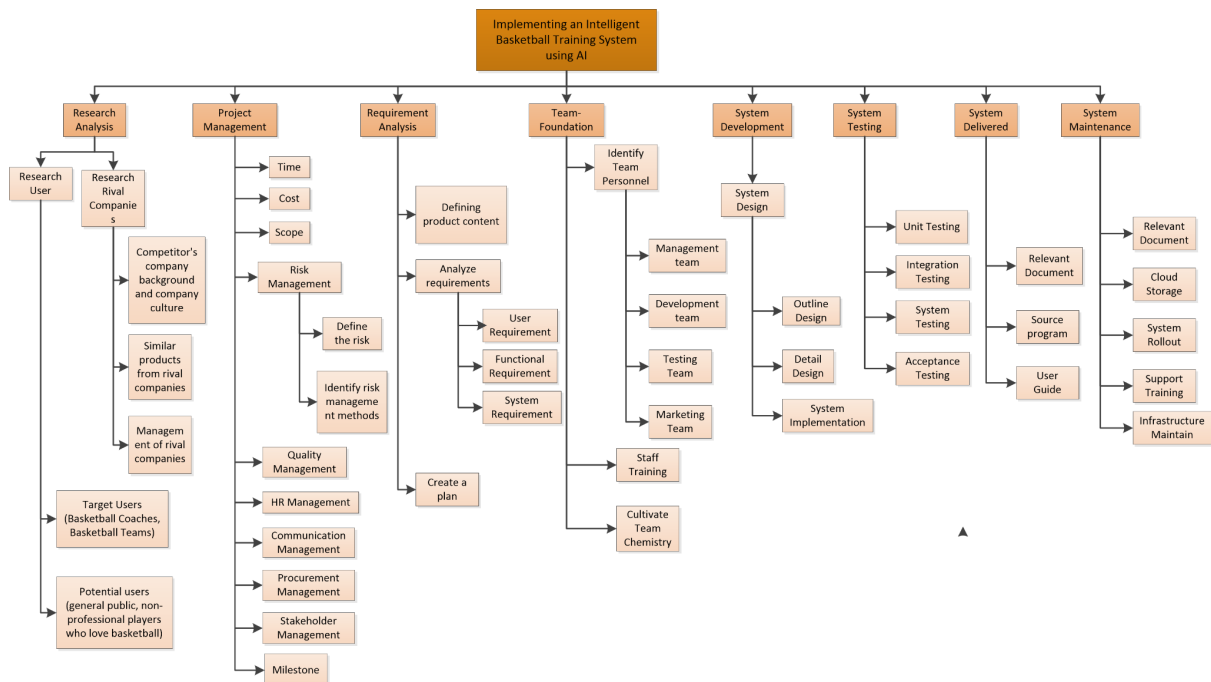 Implementing an Intelligent
Basketball Training System
using AI
Research
Analysis
Project
Management
Requirement
Analysis
Team-
Foundation
System
Development
System
Testing
System
Delivered
System
Maintenance
Research
User
Research
Rival
Companie
s
Competitor's
company
background
and company
culture
Similar
products
from rival
companies
Managem
ent of rival
companies
Target Users
(Basketball Coaches,
Basketball Teams)
Potential users
(general public, non-
professional players
who love basketball)
Time
Cost
Scope
Risk
Management
Define
the risk
Identify risk
manageme
nt methods
Quality
Management
HR Management
Communication
Management
Procurement
Management
Stakeholder
Management
Milestone
Defining
product content
Analyze
requirements
User
Requirement
Functional
Requirement
System
Requirement
Create a
plan
Identify
Team
Personnel
Management
team
Development
team
Testing
Team
Marketing
Team
Staff
Training
Cultivate
Team
Chemistry
System
Design
Outline
Design
Detail
Design
System
Implementation
Unit Testing
Integration
Testing
System
Testing
Acceptance
Testing
Relevant
Document
Source
program
User
Guide
Relevant
Document
Cloud
Storage
System
Rollout
Support
Training
Infrastructure
Maintain